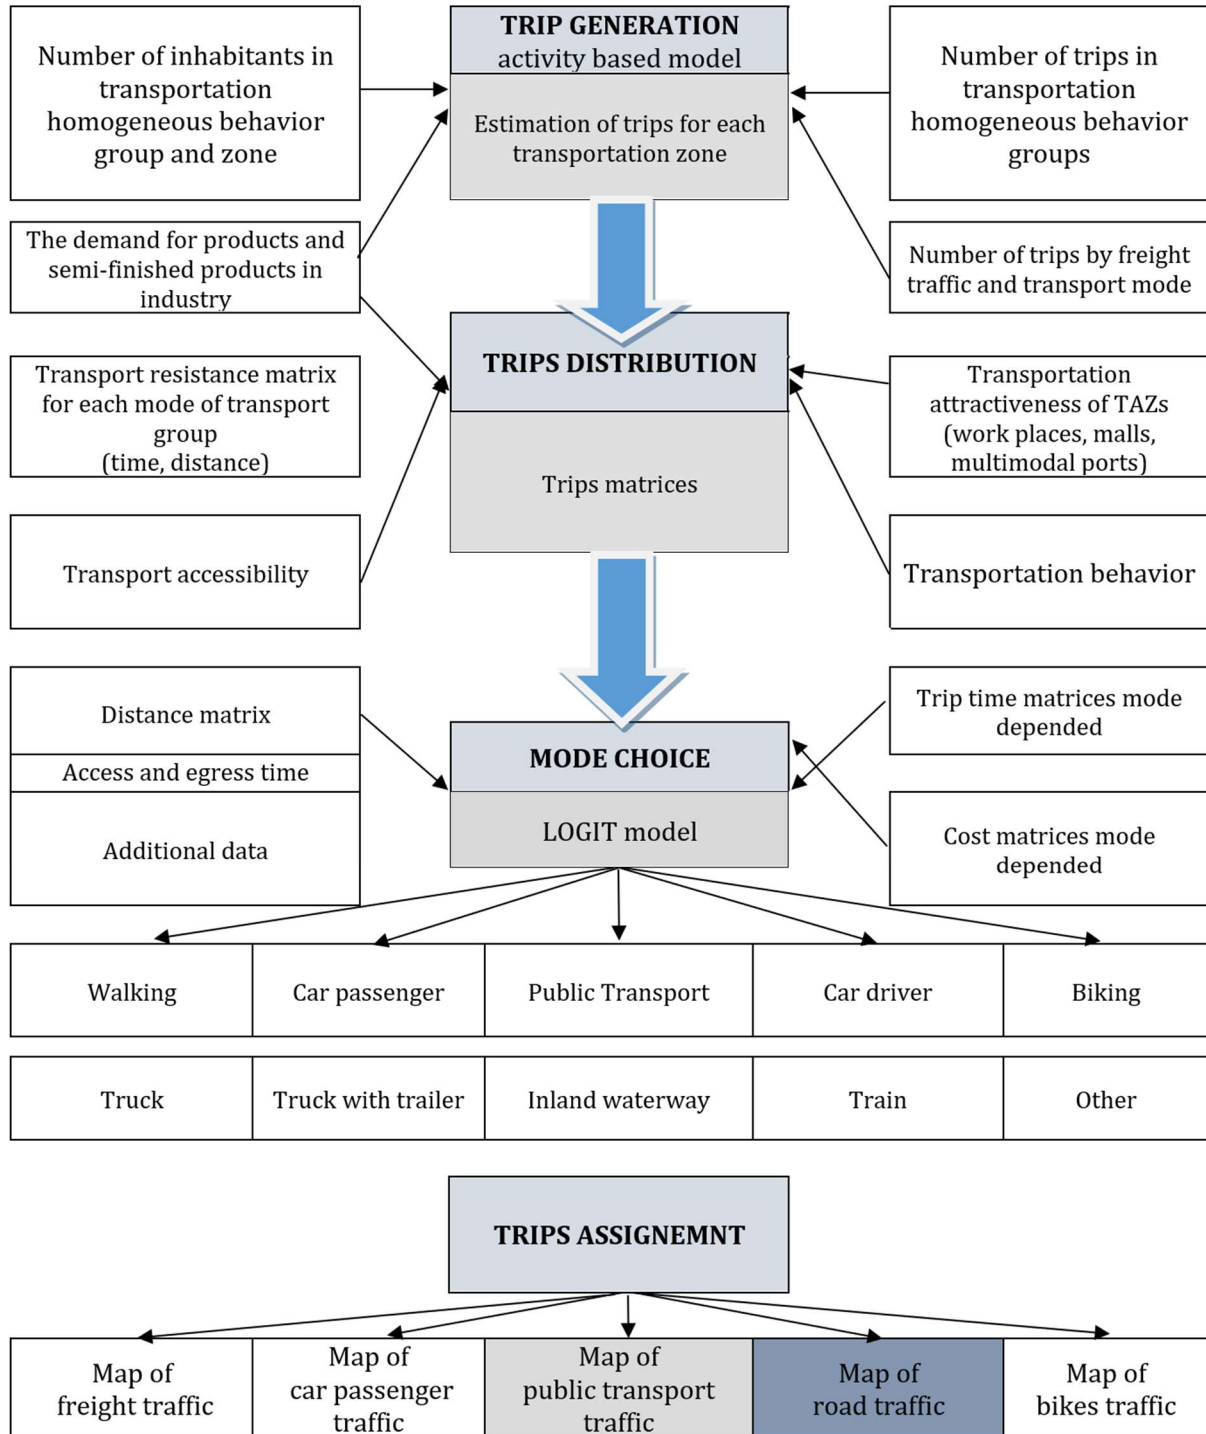 Number of inhabitants in
transportation
homogeneous behavior
group and zone
TRIP GENERATION
activity based model
Estimation of trips for each
transportation zone
Number of trips in
transportation
homogeneous behavior
groups
The demand for products and
semi-finished products in
industry
Number of trips by freight
traffic and transport mode
TRIPS DISTRIBUTION
Trips matrices
Transport resistance matrix
for each mode of transport
group
(time, distance)
Transportation
attractiveness of TAZs
(work places, malls,
multimodal ports)
Transport accessibility
Transportation behavior
Distance matrix
Access and egress time
Additional data
MODE CHOICE
LOGIT model
Trip time matrices mode
depended
Cost matrices mode
depended
Walking
Car passenger
Public Transport
Car driver
Biking
Truck
Truck with trailer
Inland waterway
Train
Other
TRIPS ASSIGNEMNT
Map of
freight traffic
Map of
car passenger
traffic
Map of
public transport
traffic
Map of
road traffic
Map of
bikes traffic